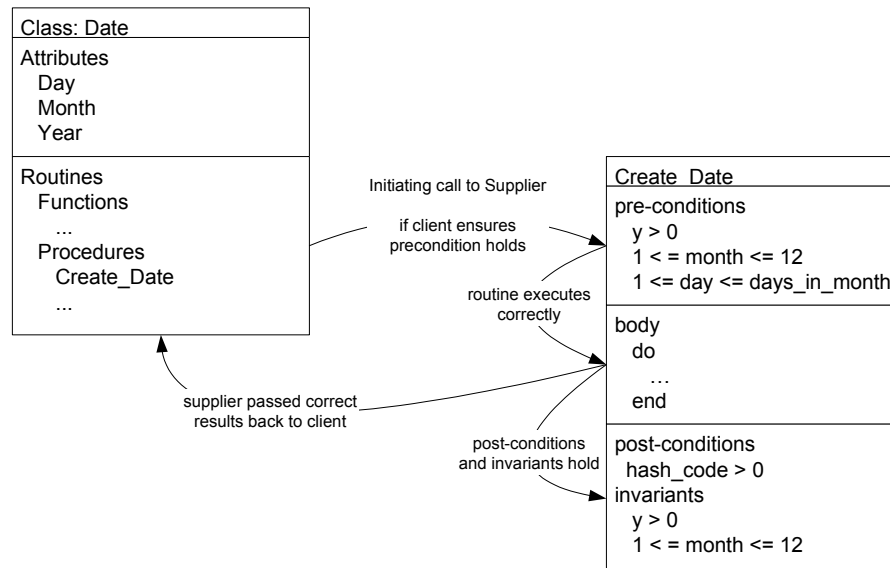 Class: Date
Attributes
Day
Month
Year
Routines
Functions
...
Procedures
Create_Date
...
Initiating call to Supplier
if client ensures
precondition holds
routine executes
correctly
supplier passed correct
results back to client
post-conditions
and invariants hold
Create_Date
pre-conditions
y > 0
1 < = month <= 12
1 <= day <= days_in_month
body
do
...
end
post-conditions
hash_code > 0
invariants
y > 0
1 < = month <= 12